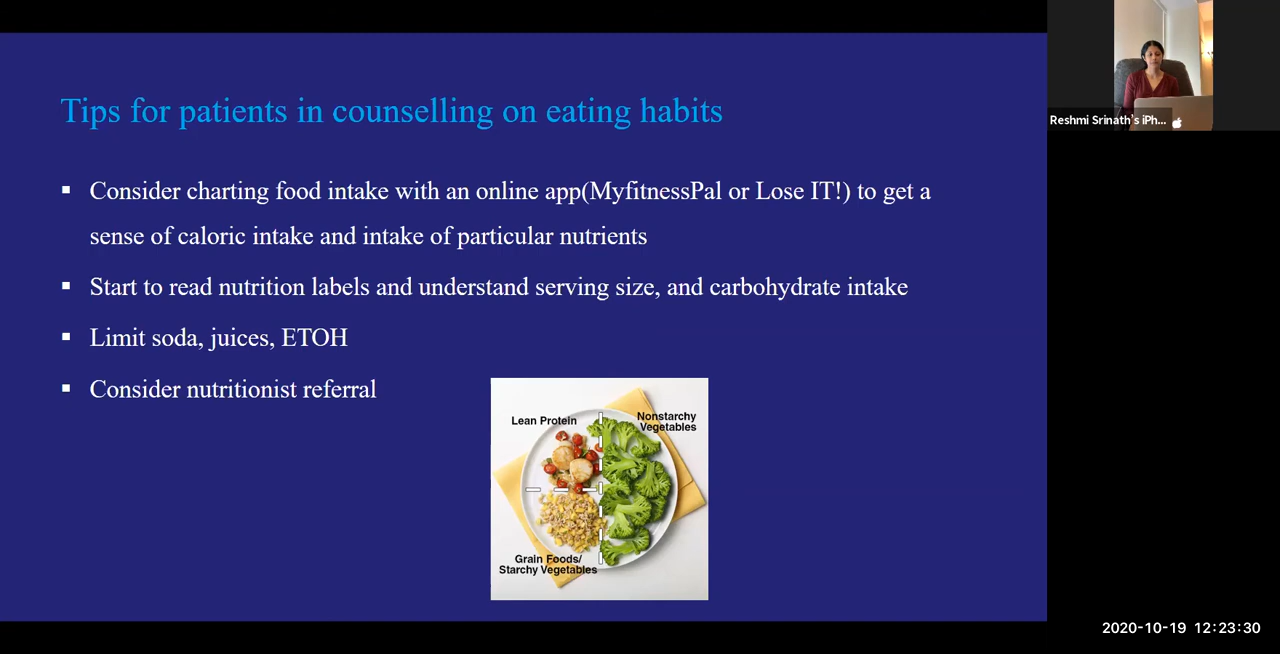 Tips for patients in counselling on eating habits
Consider charting food intake with an online app(MyfitnessPal or Lose IT!) to get a
sense of caloric intake and intake of particular nutrients
Start to read nutrition labels and understand serving size, and carbohydrate intake
Limit soda, juices, ETOH
Consider nutritionist referral
Lean Protein
Nonstarchy
Vegetables
Grain Foods/
Starchy Vegetables
Reshmi Srinath's iPh...
2020-10-19 12:23:30